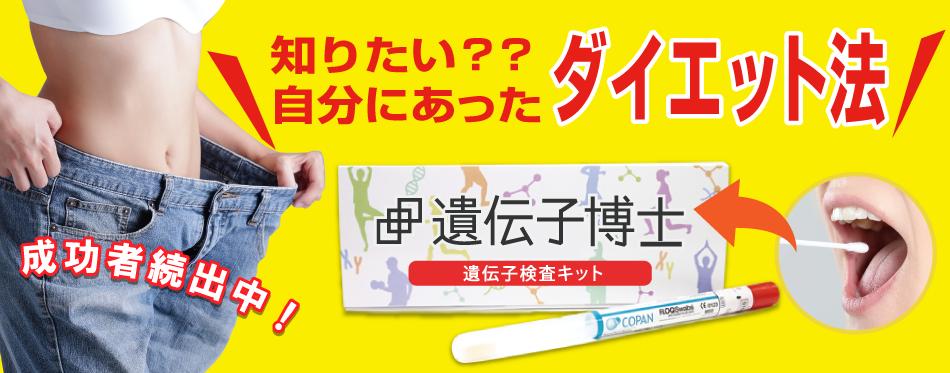 知りたい??
自分にあった
ダイエット法
遺伝子博士
遺伝子検査キット
成功者続出中!
COPAN
FLOQSwabs